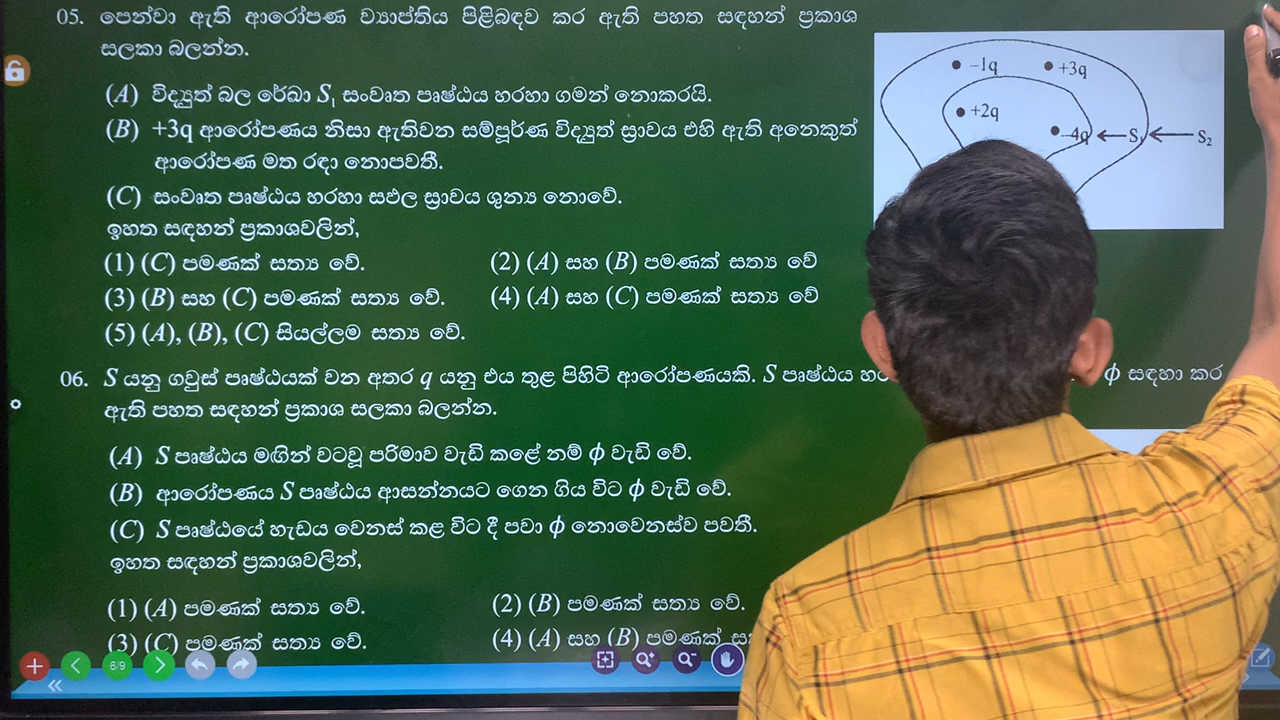 05. පෙන්වා ඇති ආරෝපණ ව්‍යාප්තිය පිළිබඳව කර ඇති පහත සඳහන් ප්‍රකාශ
සලකා බලන්න.
(A) විද්‍යුත් බල රේඛා S₁ සංවෘත පෘෂ්ඨය හරහා ගමන් නොකරයි.
(B) +3q ආරෝපණය නිසා ඇතිවන සම්පූර්ණ විද්‍යුත් ස්‍රාවය එහි ඇති අනෙකුත්
ආරෝපණ මත රඳා නොපවතී.
(C) සංවෘත පෘෂ්ඨය හරහා සඵල ස්‍රාවය ශුන්‍ය නොවේ.
ඉහත සඳහන් ප්‍රකාශවලින්,
(1) (C) පමණක් සත්‍ය වේ. (2) (A) සහ (B) පමණක් සත්‍ය වේ
(3) (B) සහ (C) පමණක් සත්‍ය වේ. (4) (A) සහ (C) පමණක් සත්‍ය වේ
(5) (A), (B), (C) සියල්ලම සත්‍ය වේ.
−1q +3q
+2q
−4q S₁ S₂
06. S යනු ගවුස් පෘෂ්ඨයක් වන අතර q යනු එය තුළ පිහිටි ආරෝපණයකි. S පෘෂ්ඨය ϕ සඳහා කර
ඇති පහත සඳහන් ප්‍රකාශ සලකා බලන්න.
(A) S පෘෂ්ඨය මඟින් වටවූ පරිමාව වැඩි කළේ නම් ϕ වැඩි වේ.
(B) ආරෝපණය S පෘෂ්ඨය ආසන්නයට ගෙන ගිය විට ϕ වැඩි වේ.
(C) S පෘෂ්ඨයේ හැඩය වෙනස් කළ විට දී පවා ϕ නොවෙනස්ව පවතී.
ඉහත සඳහන් ප්‍රකාශවලින්,
(1) (A) පමණක් සත්‍ය වේ. (2) (B) පමණක් සත්‍ය වේ.
(3) (C) පමණක් සත්‍ය වේ. (4) (A) සහ (B) පමණක්
6/9